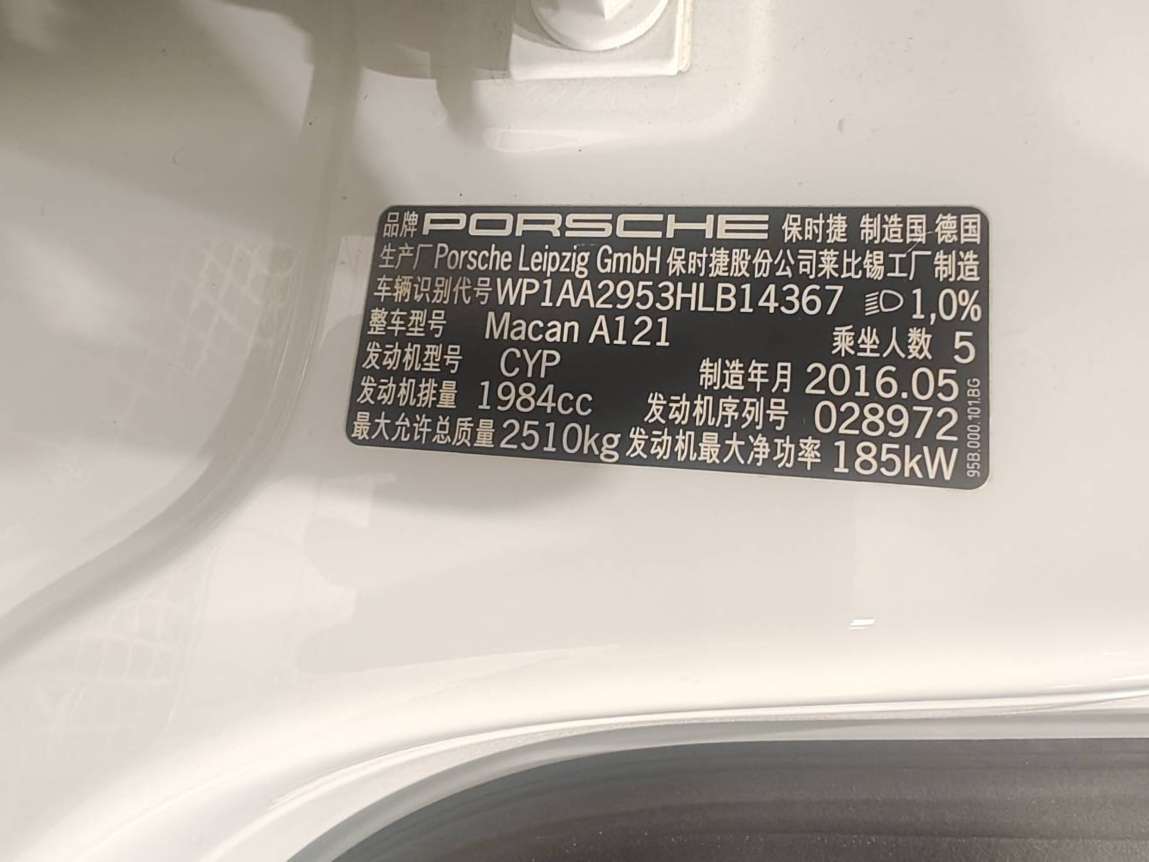 品牌 PORSCHE 保时捷 制造国 德国
生产厂 Porsche Leipzig GmbH 保时捷股份公司莱比锡工厂制造
车辆识别代号 WP1AA2953HLB14367 1,0%
整车型号 Macan A121 乘坐人数 5
发动机型号 CYP 制造年月 2016.05
发动机排量 1984cc 发动机序列号 028972
最大允许总质量 2510kg 发动机最大净功率 185kW
95B.000.101.BG